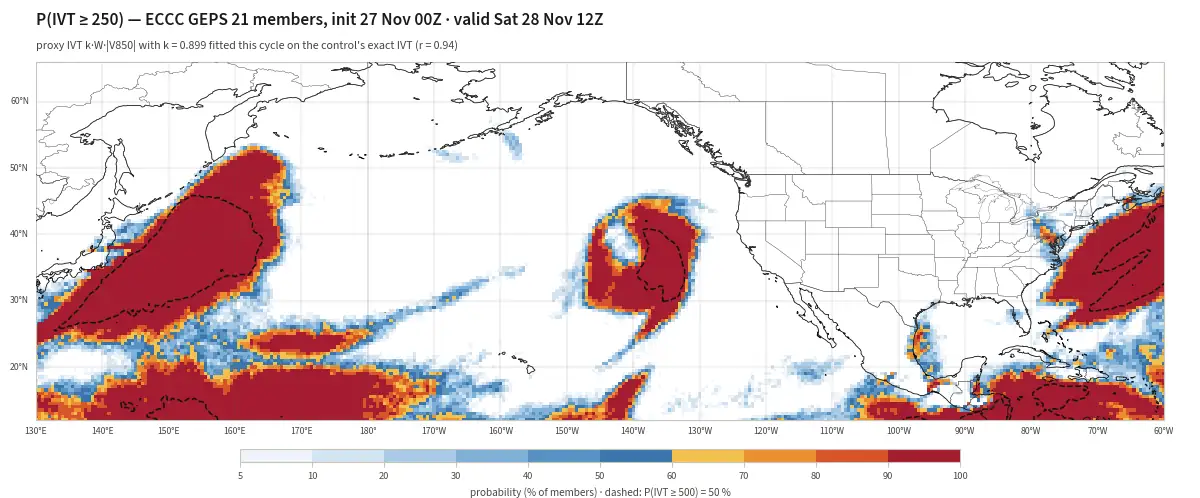 P(IVT ≥ 250) — ECCC GEPS 21 members, init 27 Nov 00Z · valid Sat 28 Nov 12Z
proxy IVT k·W·|V850| with k = 0.899 fitted this cycle on the control's exact IVT (r = 0.94)
60°N
50°N
40°N
30°N
20°N
130°E 140°E 150°E 160°E 170°E 180° 170°W 160°W 150°W 140°W 130°W 120°W 110°W 100°W 90°W 80°W 70°W 60°W
5 10 20 30 40 50 60 70 80 90 100
probability (% of members) · dashed: P(IVT ≥ 500) = 50 %